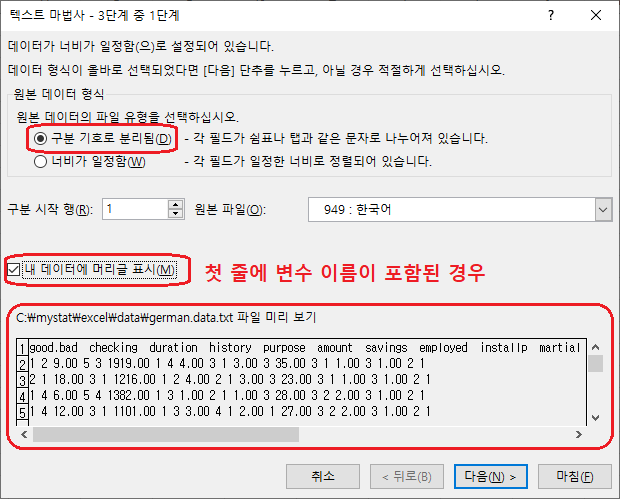 텍스트 마법사 - 3단계 중 1단계
데이터가 너비가 일정함(으)로 설정되어 있습니다.
데이터 형식이 올바로 선택되었다면 [다음] 단추를 누르고, 아닐 경우 적절하게 선택하십시오.
원본 데이터 형식
원본 데이터의 파일 유형을 선택하십시오.
구분 기호로 분리됨(D) - 각 필드가 쉼표나 탭과 같은 문자로 나누어져 있습니다.
너비가 일정함(W) - 각 필드가 일정한 너비로 정렬되어 있습니다.
구분 시작 행(R): 1 원본 파일(O): 949 : 한국어
내 데이터에 머리글 표시(M) 첫 줄에 변수 이름이 포함된 경우
C:₩mystat₩excel₩data₩german.data.txt 파일 미리 보기
1 good.bad checking duration history purpose amount savings employed installp martial
2 1 2 9.00 5 3 1919.00 1 4 4.00 3 1 3.00 3 35.00 3 1 1.00 3 1.00 2 1
3 2 1 18.00 3 1 1216.00 1 2 4.00 2 1 3.00 3 23.00 3 1 1.00 3 1.00 2 1
4 1 4 6.00 5 4 1382.00 1 3 1.00 2 1 1.00 3 28.00 3 2 2.00 3 1.00 2 1
5 1 4 12.00 3 1 1101.00 1 3 3.00 4 1 2.00 1 27.00 3 2 2.00 3 1.00 2 1
취소 < 뒤로(B) 다음(N) > 마침(F)